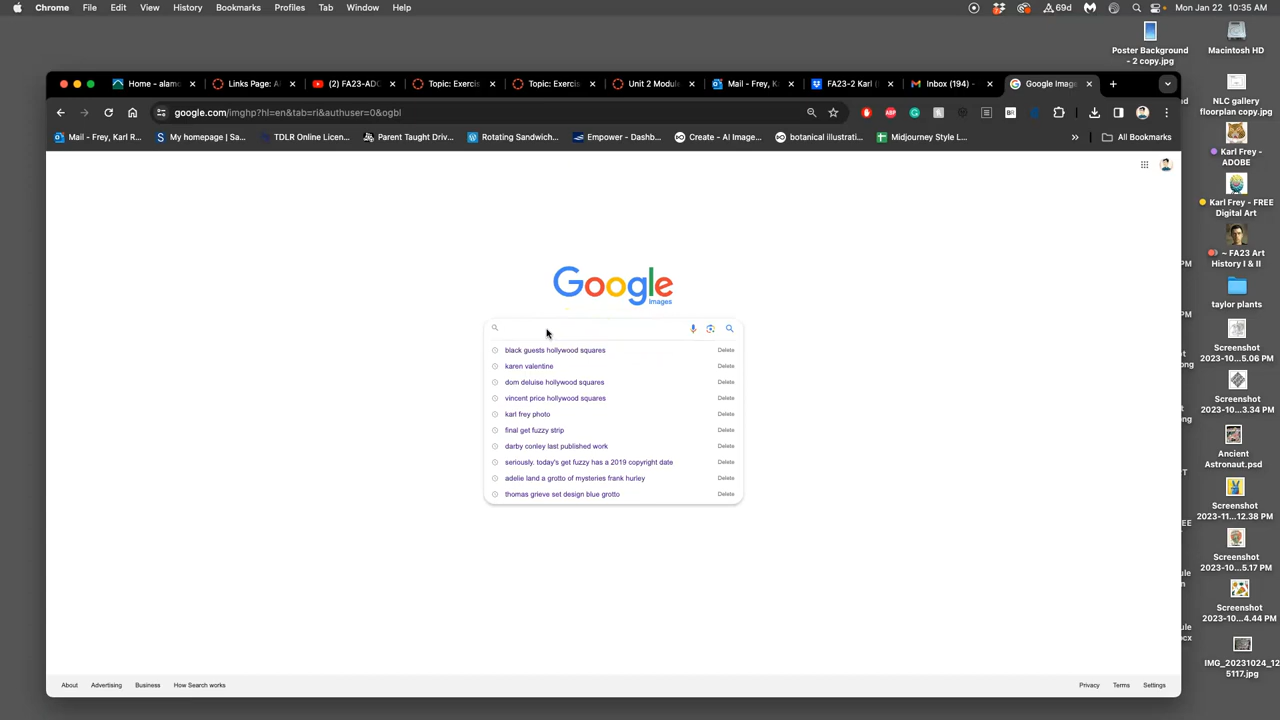 Chrome File Edit View History Bookmarks Profiles Tab Window Help
69d Mon Jan 22 10:35 AM
Home - alamo
Links Page: A
(2) FA23-ADC
Topic: Exercis
Topic: Exercise
Unit 2 Module
Mail - Frey, K
FA23-2 Karl (
Inbox (194) -
Google Image
google.com/imghp?hl=en&tab=ri&authuser=0&ogbl
Mail - Frey, Karl R...
My homepage | Sa...
TDLR Online Licen...
Parent Taught Driv...
Rotating Sandwich...
Empower - Dashb...
Create - AI Image...
botanical illustrati...
Midjourney Style L...
»
All Bookmarks
Google
Images
black guests hollywood squares Delete
karen valentine Delete
dom deluise hollywood squares Delete
vincent price hollywood squares Delete
karl frey photo Delete
final get fuzzy strip Delete
darby conley last published work Delete
seriously. today's get fuzzy has a 2019 copyright date Delete
adelie land a grotto of mysteries frank hurley Delete
thomas grieve set design blue grotto Delete
About Advertising Business How Search works
Privacy Terms Settings
Poster Background
- 2 copy.jpg
Macintosh HD
NLC gallery
floorplan copy.jpg
Karl Frey -
ADOBE
Karl Frey - FREE
Digital Art
~ FA23 Art
History I & II
taylor plants
Screenshot
2023-10...5.06 PM
Screenshot
2023-10...3.34 PM
Ancient
Astronaut.psd
Screenshot
2023-11...12.38 PM
Screenshot
2023-10...5.17 PM
Screenshot
2023-10...4.44 PM
IMG_20231024_12
5117.jpg